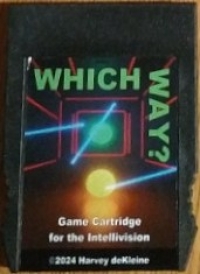 WHICH
WAY?
Game Cartridge
for the Intellivision
©2024 Harvey deKleine